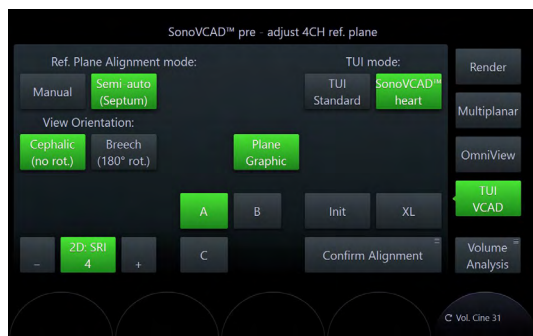 SonoVCAD™ pre - adjust 4CH ref. plane
Ref. Plane Alignment mode:
TUI mode:
Render
Manual
Semi auto
(Septum)
TUI
Standard
SonoVCAD™
heart
Multiplanar
View Orientation:
Cephalic
(no rot.)
Breech
(180° rot.)
Plane
Graphic
OmniView
TUI
VCAD
A
B
Init
XL
2D: SRI
4
–
+
C
Confirm Alignment
Volume
Analysis
Vol. Cine 31